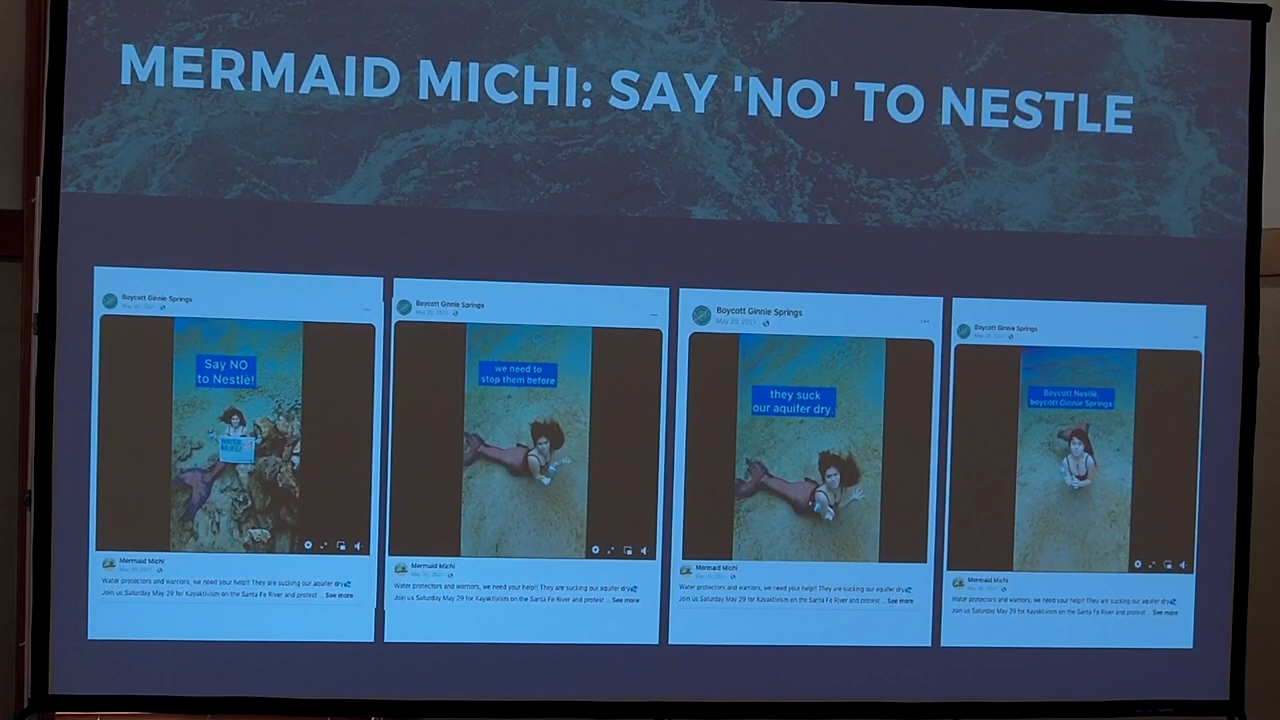 MERMAID MICHI: SAY 'NO' TO NESTLE
Boycott Ginnie Springs
Say NO
to Nestlé!
Mermaid Michi
Water protectors and warriors, we need your help!! They are sucking our aquifer dry
Join us Saturday May 29 for Kayaktivism on the Santa Fe River and protest ... See more
Boycott Ginnie Springs
we need to
stop them before
Mermaid Michi
Water protectors and warriors, we need your help!! They are sucking our aquifer dry
Join us Saturday May 29 for Kayaktivism on the Santa Fe River and protest ... See more
Boycott Ginnie Springs
May 20, 2021
they suck
our aquifer dry.
Mermaid Michi
Water protectors and warriors, we need your help!! They are sucking our aquifer dry
Join us Saturday May 29 for Kayaktivism on the Santa Fe River and protest ... See more
Boycott Ginnie Springs
Boycott Nestlé,
boycott Ginnie Springs
Mermaid Michi
Water protectors and warriors, we need your help!! They are sucking our aquifer dry
Join us Saturday May 29 for Kayaktivism on the Santa Fe River and protest ... See more